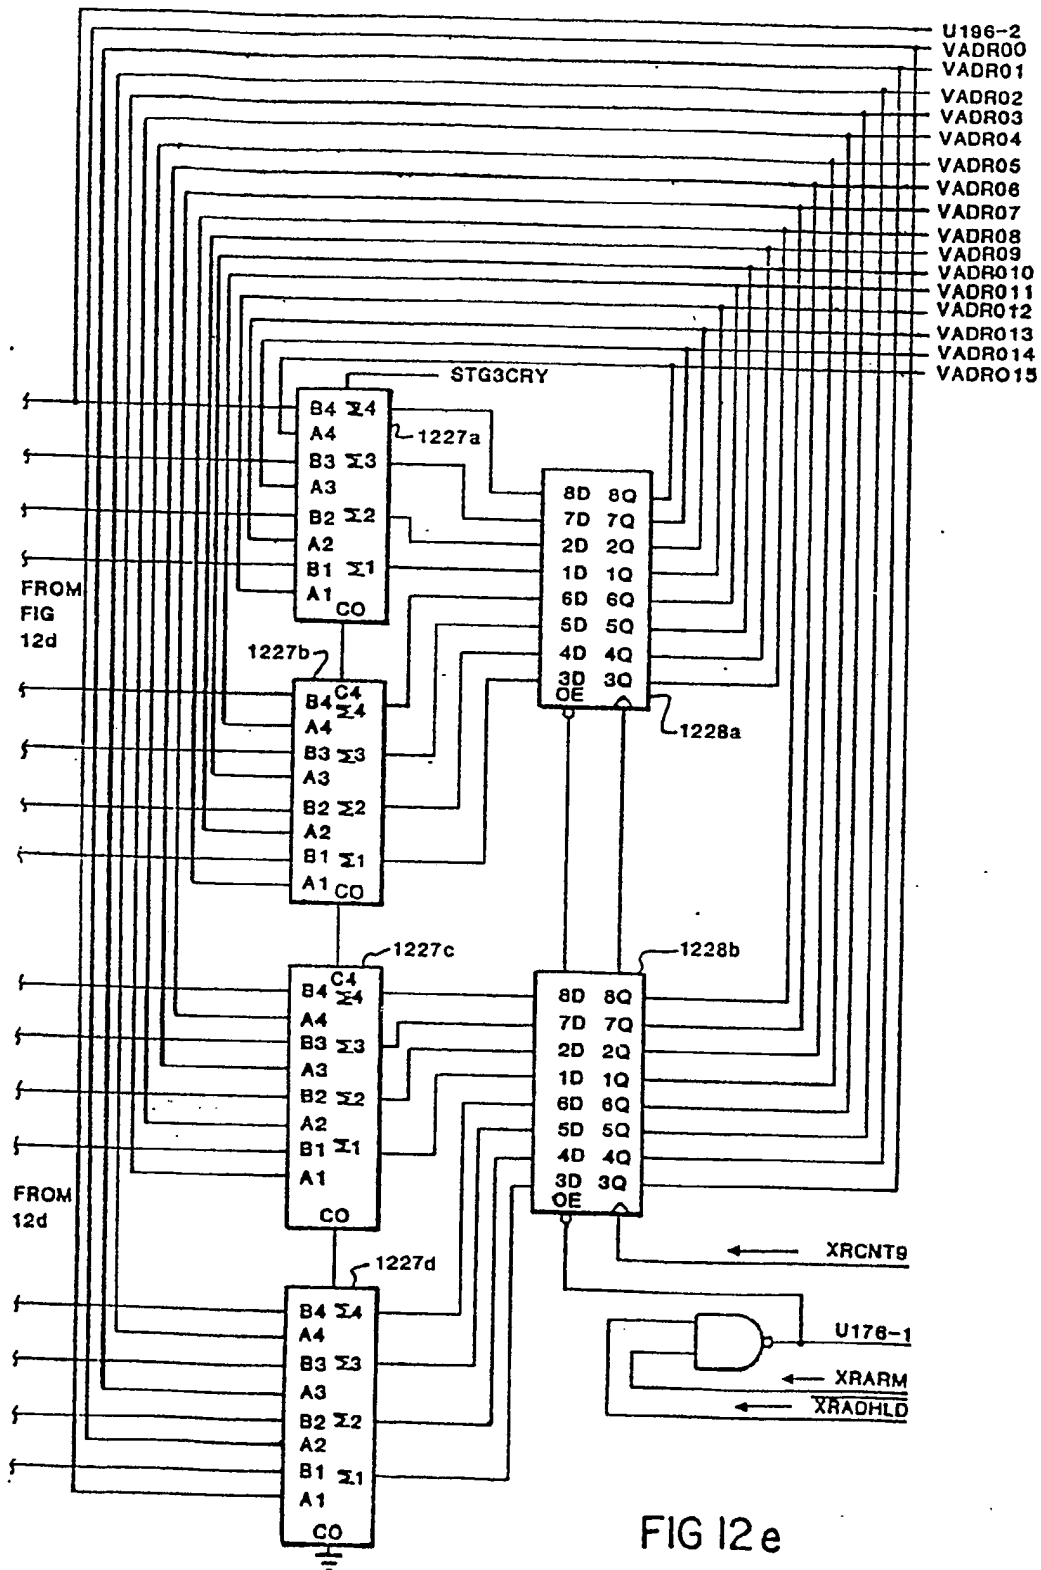 U196-2
VADR00
VADR01
VADR02
VADR03
VADR04
VADR05
VADR06
VADR07
VADR08
VADR09
VADR010
VADR011
VADR012
VADR013
VADR014
VADRO15
STG3CRY
B4 Σ4
A4
1227a
B3 Σ3
A3
B2 Σ2
A2
B1 Σ1
A1
CO
8D 8Q
7D 7Q
2D 2Q
1D 1Q
6D 6Q
5D 5Q
4D 4Q
3D 3Q
OE
1228a
FROM
FIG
12d
1227b
C4
B4 Σ4
A4
B3 Σ3
A3
B2 Σ2
A2
B1 Σ1
A1
CO
1227c
C4
B4 Σ4
A4
B3 Σ3
A3
B2 Σ2
A2
B1 Σ1
A1
CO
1228b
8D 8Q
7D 7Q
2D 2Q
1D 1Q
6D 6Q
5D 5Q
4D 4Q
3D 3Q
OE
FROM
12d
1227d
B4 Σ4
A4
B3 Σ3
A3
B2 Σ2
A2
B1 Σ1
A1
CO
XRCNT9
U176-1
XRARM
XRADHLD
FIG 12e